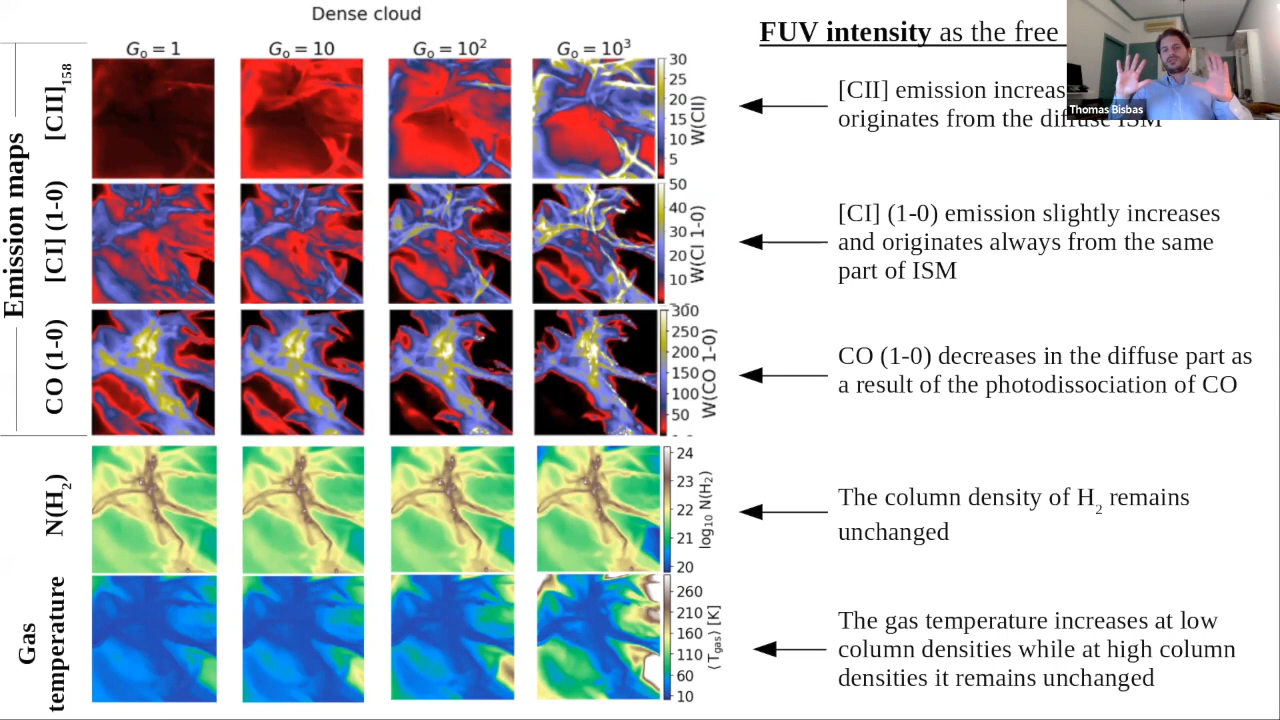 Dense cloud
G₀ = 1 G₀ = 10 G₀ = 10² G₀ = 10³
Emission maps
[CII]₁₅₈
30
25
20
15
10
5
W(CII)
[CI] (1-0)
50
40
30
20
10
W(CI 1-0)
CO (1-0)
300
250
200
150
100
50
W(CO 1-0)
N(H₂)
24
23
22
21
20
log₁₀ N(H₂)
Gas
temperature
260
210
160
110
60
10
⟨T_gas⟩ [K]
FUV intensity as the free
[CII] emission increas
originates from the diffuse ISM
[CI] (1-0) emission slightly increases
and originates always from the same
part of ISM
CO (1-0) decreases in the diffuse part as
a result of the photodissociation of CO
The column density of H₂ remains
unchanged
The gas temperature increases at low
column densities while at high column
densities it remains unchanged
Thomas Bisbas